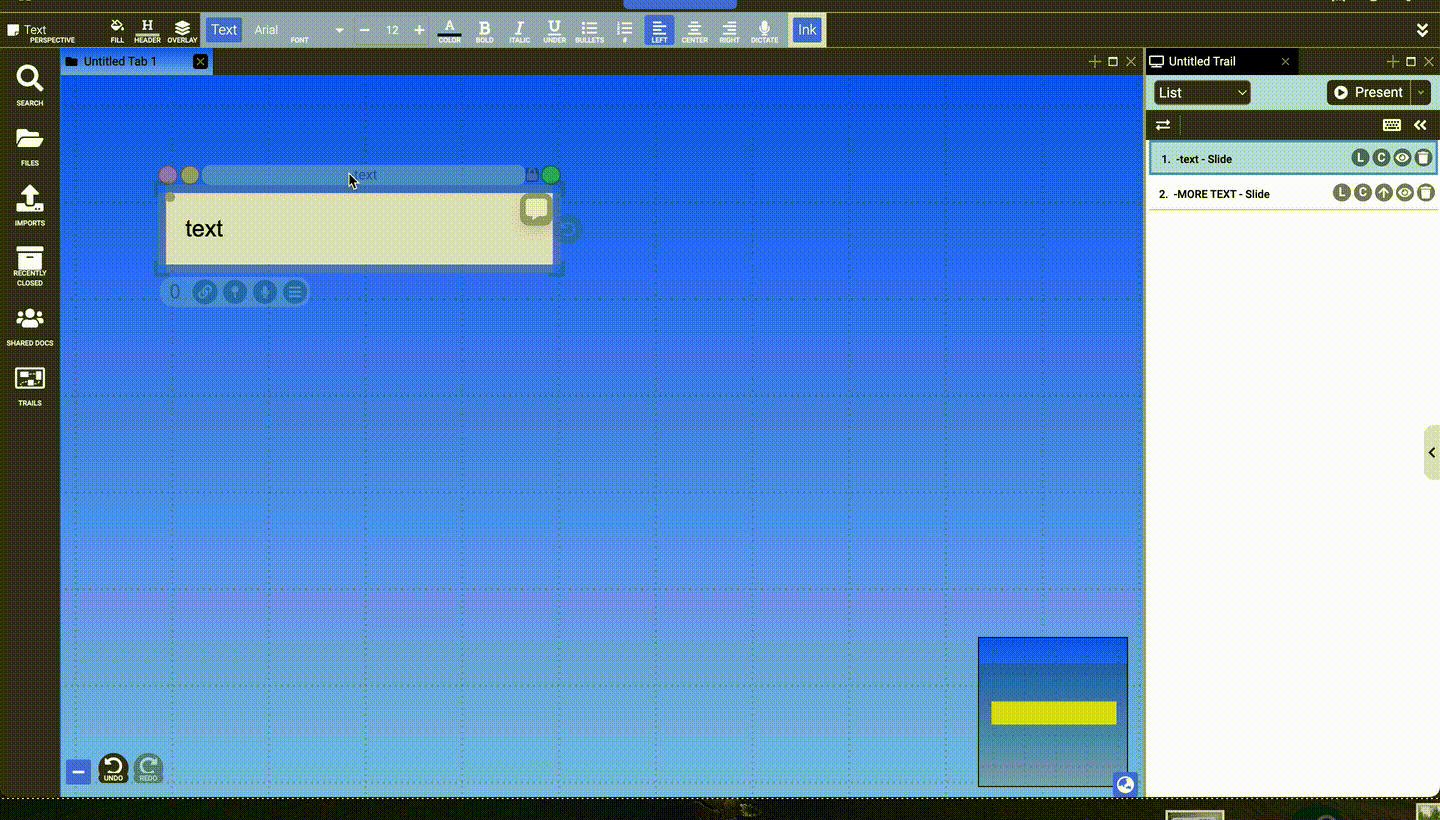 Text
PERSPECTIVE
FILL
HEADER
OVERLAY
Text
Arial
FONT
12
A
COLOR
B
BOLD
I
ITALIC
U
UNDER
BULLETS
#
LEFT
CENTER
RIGHT
DICTATE
Ink
SEARCH
FILES
IMPORTS
RECENTLY
CLOSED
SHARED DOCS
TRAILS
Untitled Tab 1
text
text
0
UNDO
REDO
Untitled Trail
List
Present
1. -text - Slide
L C
2. -MORE TEXT - Slide
L C